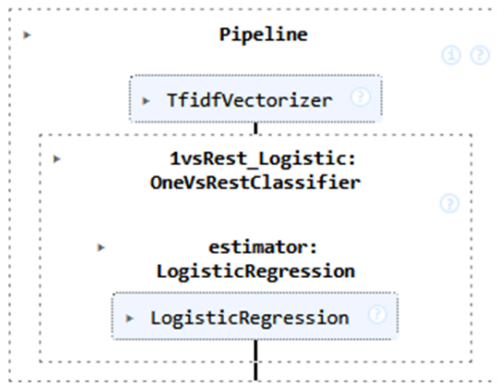 Pipeline
i ?
TfidfVectorizer ?
1vsRest_Logistic:
OneVsRestClassifier
?
estimator:
LogisticRegression
LogisticRegression ?